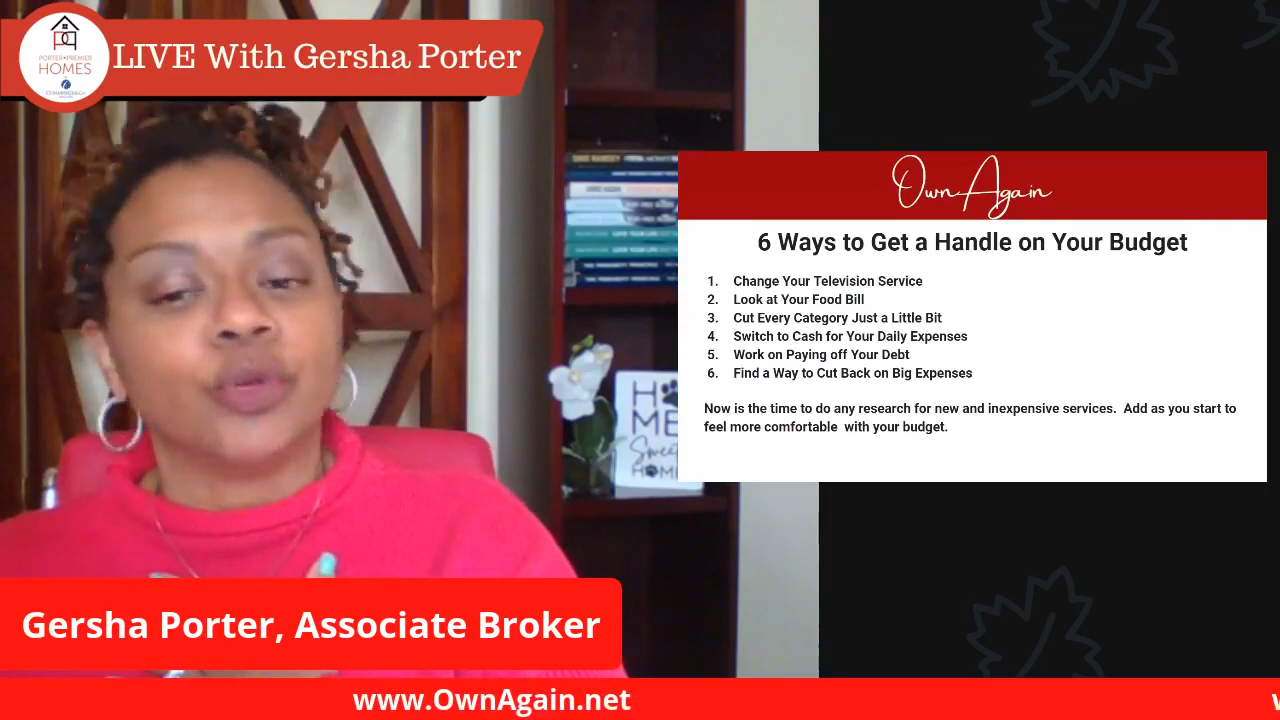 PORTER•PREMIER
HOMES
LIVE With Gersha Porter
OwnAgain
6 Ways to Get a Handle on Your Budget
1. Change Your Television Service
2. Look at Your Food Bill
3. Cut Every Category Just a Little Bit
4. Switch to Cash for Your Daily Expenses
5. Work on Paying off Your Debt
6. Find a Way to Cut Back on Big Expenses
Now is the time to do any research for new and inexpensive services. Add as you start to
feel more comfortable with your budget.
HOME
Sweet
HOME
Gersha Porter, Associate Broker
www.OwnAgain.net